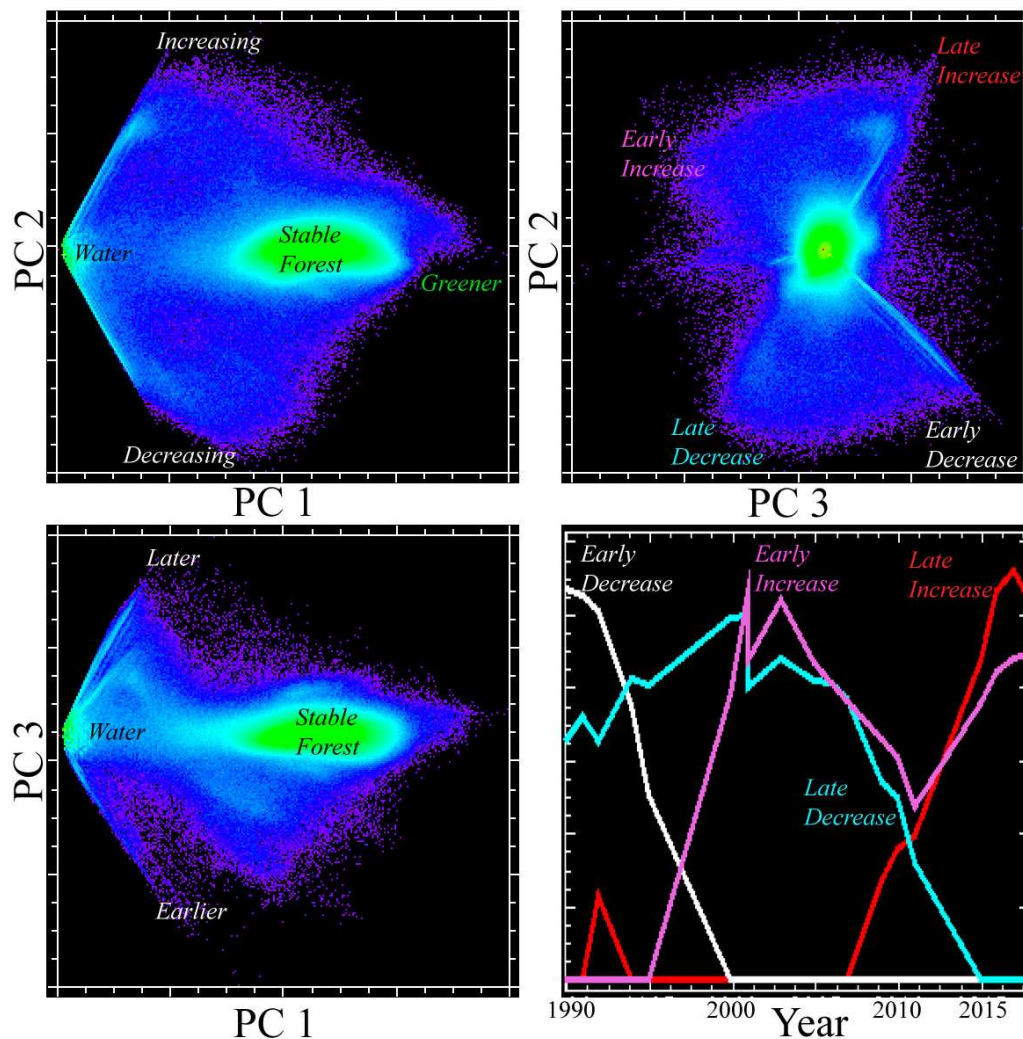 Increasing
PC 2
Water
Stable
Forest
Greener
Decreasing
PC 1
Late
Increase
Early
Increase
PC 2
Late
Decrease
Early
Decrease
PC 3
Later
PC 3
Water
Stable
Forest
Earlier
PC 1
Early
Decrease
Early
Increase
Late
Increase
Late
Decrease
1990
2000
2010
2015
Year